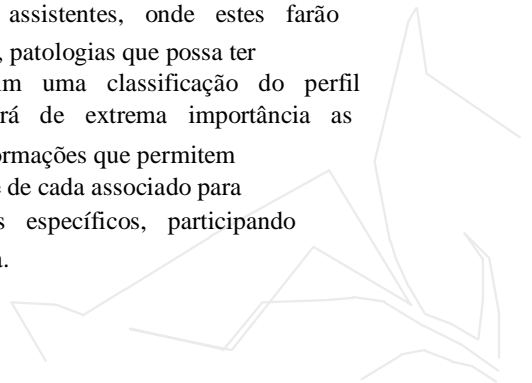 assistentes, onde estes farão
, patologias que possa ter
im uma classificação do perfil
rá de extrema importância as
ormações que permitem
e de cada associado para
s específicos, participando
a.